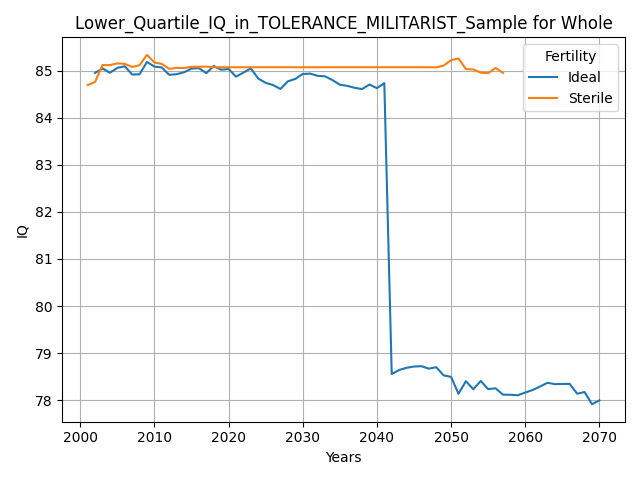 Lower_Quartile_IQ_in_TOLERANCE_MILITARIST_Sample for Whole
Fertility
Ideal
Sterile
85
84
83
82
81
80
79
78
IQ
2000 2010 2020 2030 2040 2050 2060 2070
Years